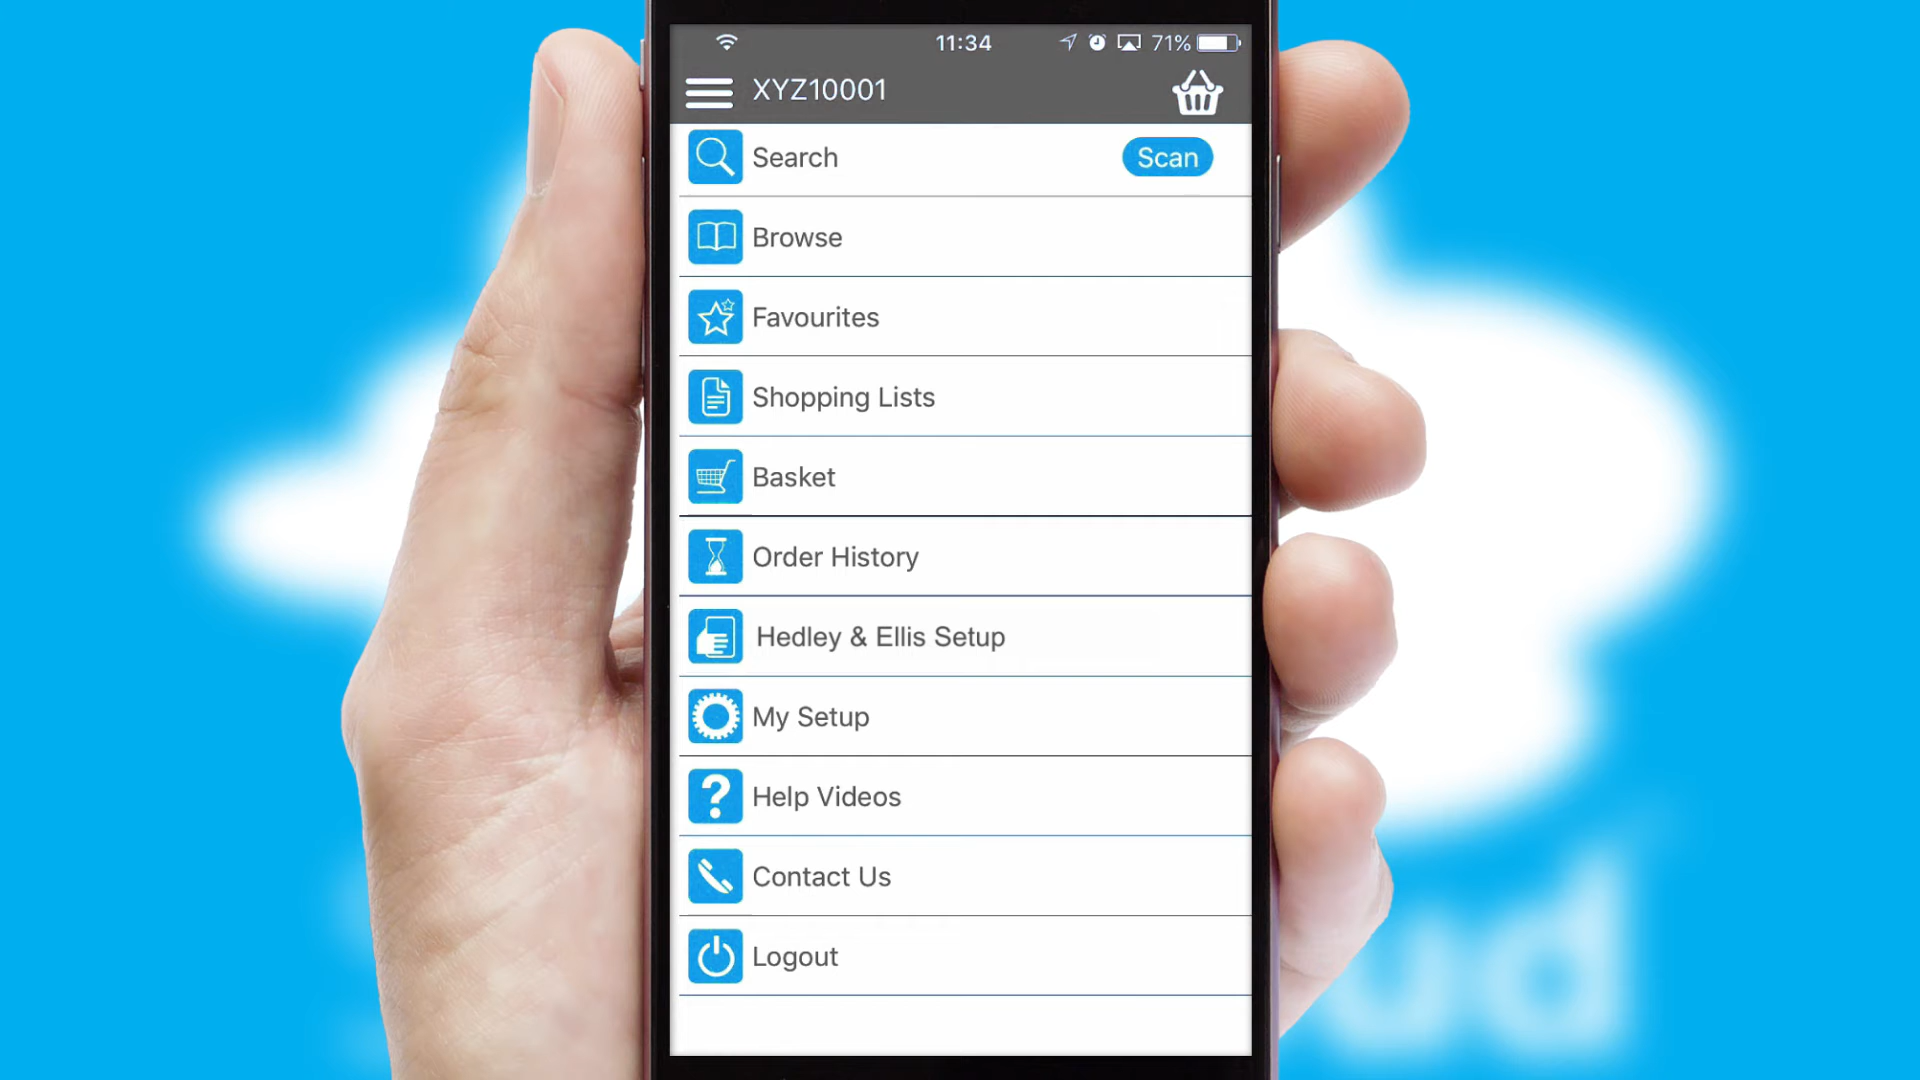 11:34 71%
XYZ10001
Search Scan
Browse
Favourites
Shopping Lists
Basket
Order History
Hedley & Ellis Setup
My Setup
Help Videos
Contact Us
Logout